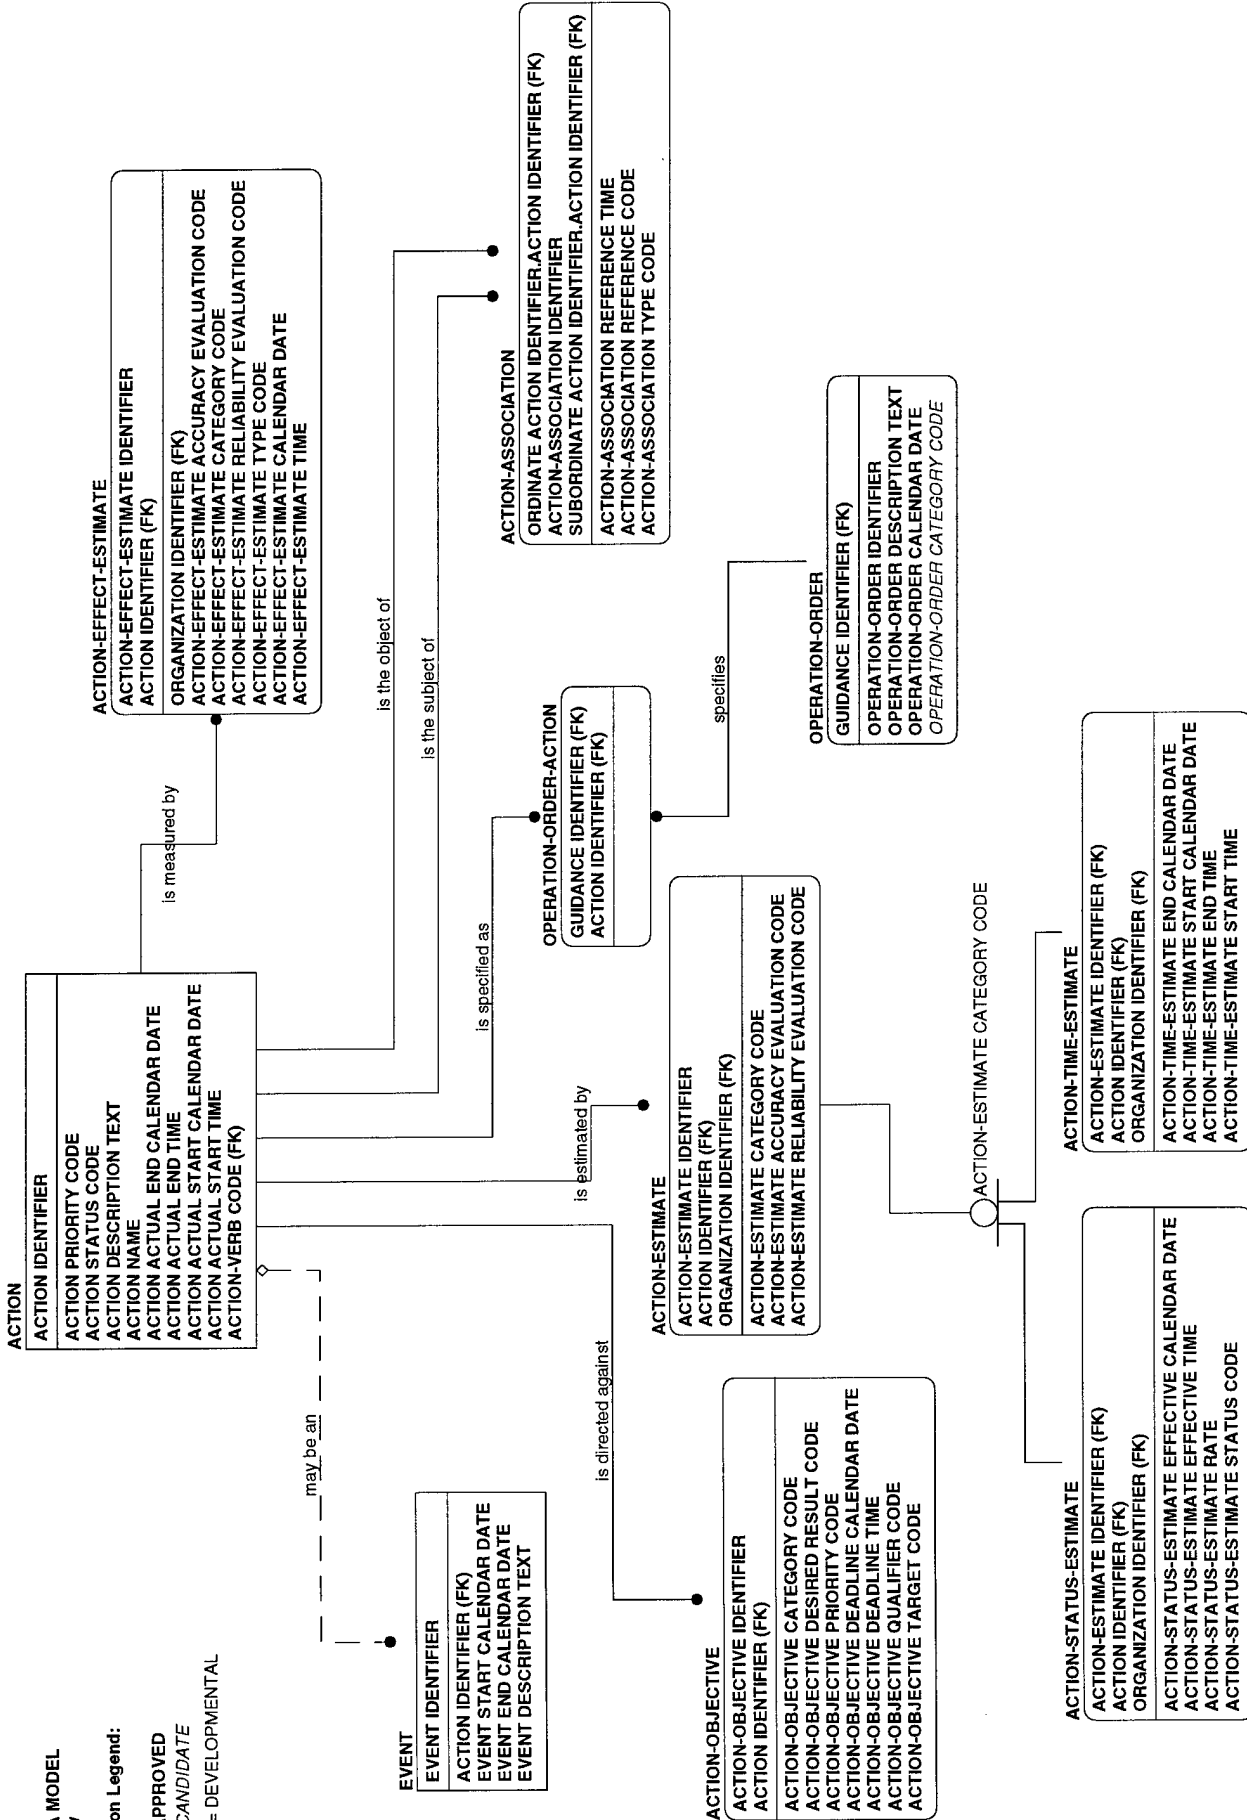 A MODEL
on Legend:
APPROVED
CANDIDATE
= DEVELOPMENTAL
ACTION
ACTION IDENTIFIER
ACTION PRIORITY CODE
ACTION STATUS CODE
ACTION DESCRIPTION TEXT
ACTION NAME
ACTION ACTUAL END CALENDAR DATE
ACTION ACTUAL END TIME
ACTION ACTUAL START CALENDAR DATE
ACTION ACTUAL START TIME
ACTION-VERB CODE (FK)
is measured by
ACTION-EFFECT-ESTIMATE
ACTION-EFFECT-ESTIMATE IDENTIFIER
ACTION IDENTIFIER (FK)
ORGANIZATION IDENTIFIER (FK)
ACTION-EFFECT-ESTIMATE ACCURACY EVALUATION CODE
ACTION-EFFECT-ESTIMATE CATEGORY CODE
ACTION-EFFECT-ESTIMATE RELIABILITY EVALUATION CODE
ACTION-EFFECT-ESTIMATE TYPE CODE
ACTION-EFFECT-ESTIMATE CALENDAR DATE
ACTION-EFFECT-ESTIMATE TIME
may be an
is the object of
is the subject of
EVENT
EVENT IDENTIFIER
ACTION IDENTIFIER (FK)
EVENT START CALENDAR DATE
EVENT END CALENDAR DATE
EVENT DESCRIPTION TEXT
is specified as
ACTION-ASSOCIATION
ORDINATE ACTION IDENTIFIER.ACTION IDENTIFIER (FK)
ACTION-ASSOCIATION IDENTIFIER
SUBORDINATE ACTION IDENTIFIER.ACTION IDENTIFIER (FK)
ACTION-ASSOCIATION REFERENCE TIME
ACTION-ASSOCIATION REFERENCE CODE
ACTION-ASSOCIATION TYPE CODE
is directed against
is estimated by
OPERATION-ORDER-ACTION
GUIDANCE IDENTIFIER (FK)
ACTION IDENTIFIER (FK)
specifies
ACTION-OBJECTIVE
ACTION-OBJECTIVE IDENTIFIER
ACTION IDENTIFIER (FK)
ACTION-OBJECTIVE CATEGORY CODE
ACTION-OBJECTIVE DESIRED RESULT CODE
ACTION-OBJECTIVE PRIORITY CODE
ACTION-OBJECTIVE DEADLINE CALENDAR DATE
ACTION-OBJECTIVE DEADLINE TIME
ACTION-OBJECTIVE QUALIFIER CODE
ACTION-OBJECTIVE TARGET CODE
ACTION-ESTIMATE
ACTION-ESTIMATE IDENTIFIER
ACTION IDENTIFIER (FK)
ORGANIZATION IDENTIFIER (FK)
ACTION-ESTIMATE CATEGORY CODE
ACTION-ESTIMATE ACCURACY EVALUATION CODE
ACTION-ESTIMATE RELIABILITY EVALUATION CODE
OPERATION-ORDER
GUIDANCE IDENTIFIER (FK)
OPERATION-ORDER IDENTIFIER
OPERATION-ORDER DESCRIPTION TEXT
OPERATION-ORDER CALENDAR DATE
OPERATION-ORDER CATEGORY CODE
ACTION-ESTIMATE CATEGORY CODE
ACTION-STATUS-ESTIMATE
ACTION-ESTIMATE IDENTIFIER (FK)
ACTION IDENTIFIER (FK)
ORGANIZATION IDENTIFIER (FK)
ACTION-STATUS-ESTIMATE EFFECTIVE CALENDAR DATE
ACTION-STATUS-ESTIMATE EFFECTIVE TIME
ACTION-STATUS-ESTIMATE RATE
ACTION-STATUS-ESTIMATE STATUS CODE
ACTION-TIME-ESTIMATE
ACTION-ESTIMATE IDENTIFIER (FK)
ACTION IDENTIFIER (FK)
ORGANIZATION IDENTIFIER (FK)
ACTION-TIME-ESTIMATE END CALENDAR DATE
ACTION-TIME-ESTIMATE START CALENDAR DATE
ACTION-TIME-ESTIMATE END TIME
ACTION-TIME-ESTIMATE START TIME